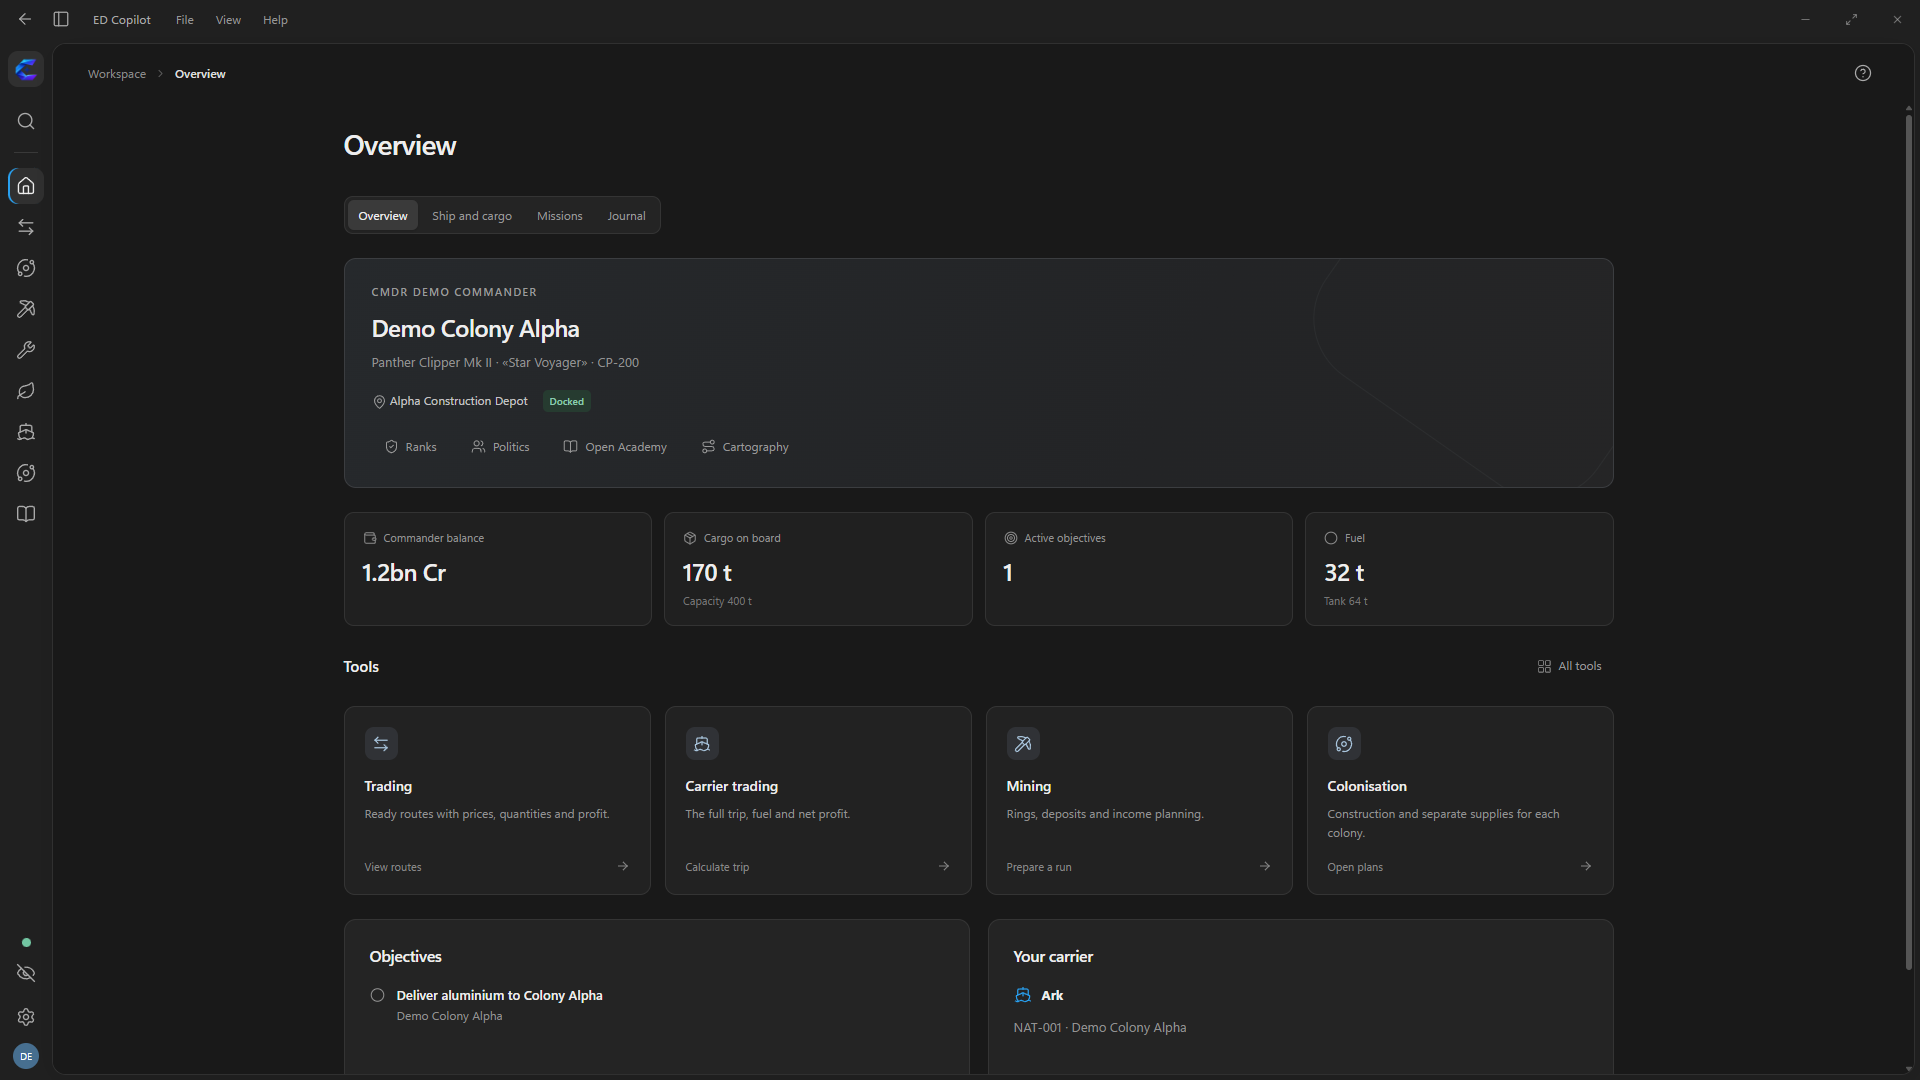 ED Copilot File View Help
Workspace Overview
Overview
Overview Ship and cargo Missions Journal
CMDR DEMO COMMANDER
Demo Colony Alpha
Panther Clipper Mk II · «Star Voyager» · CP-200
Alpha Construction Depot Docked
Ranks Politics Open Academy Cartography
Commander balance
1.2bn Cr
Cargo on board
170 t
Capacity 400 t
Active objectives
1
Fuel
32 t
Tank 64 t
Tools
All tools
Trading
Ready routes with prices, quantities and profit.
View routes
Carrier trading
The full trip, fuel and net profit.
Calculate trip
Mining
Rings, deposits and income planning.
Prepare a run
Colonisation
Construction and separate supplies for each
colony.
Open plans
Objectives
Deliver aluminium to Colony Alpha
Demo Colony Alpha
Your carrier
Ark
NAT-001 · Demo Colony Alpha
DE